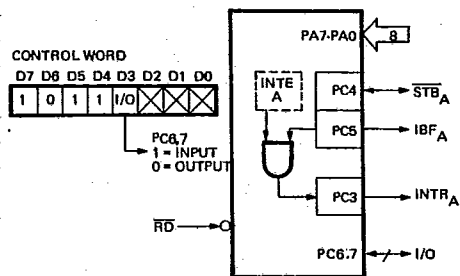 CONTROL WORD
D7 D6 D5 D4 D3 D2 D1 D0
1 0 1 1 I/O
PC6,7
1 = INPUT
0 = OUTPUT
RD
PA7-PA0
8
INTE
A
PC4
STBA
PC5
IBFA
PC3
INTRA
PC6,7
I/O